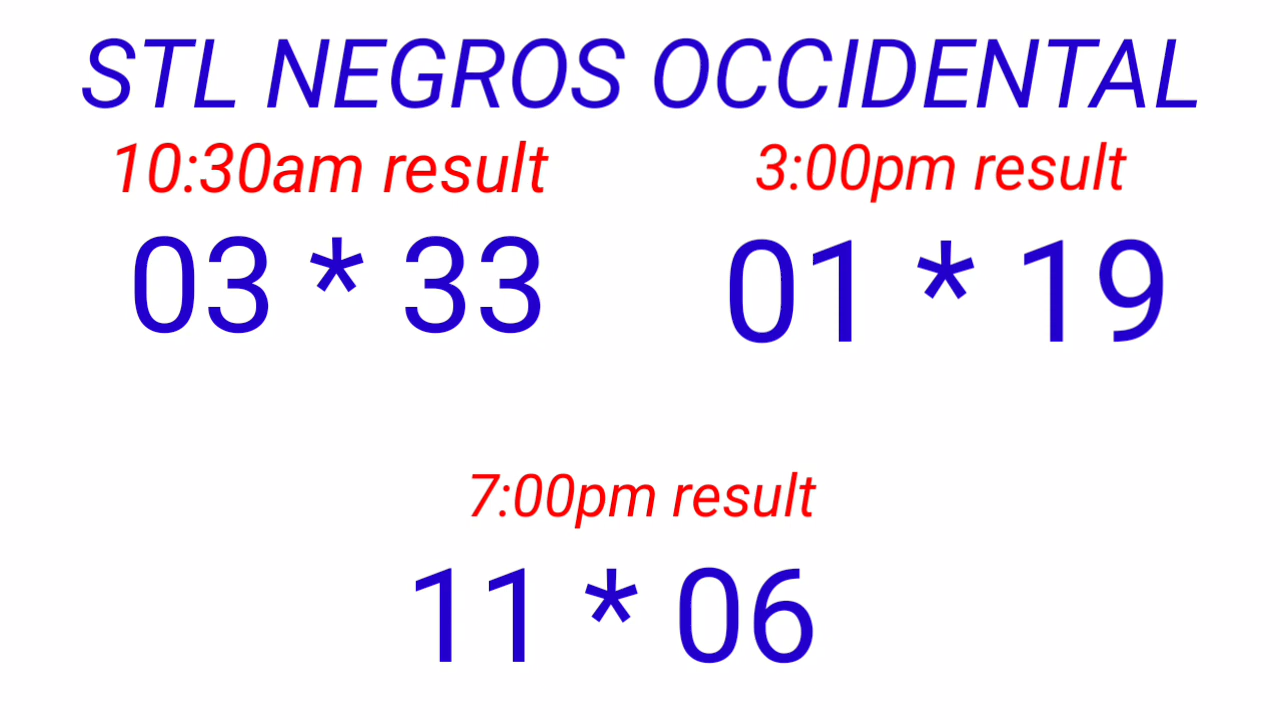 STL NEGROS OCCIDENTAL
10:30am result
03 * 33
3:00pm result
01 * 19
7:00pm result
11 * 06